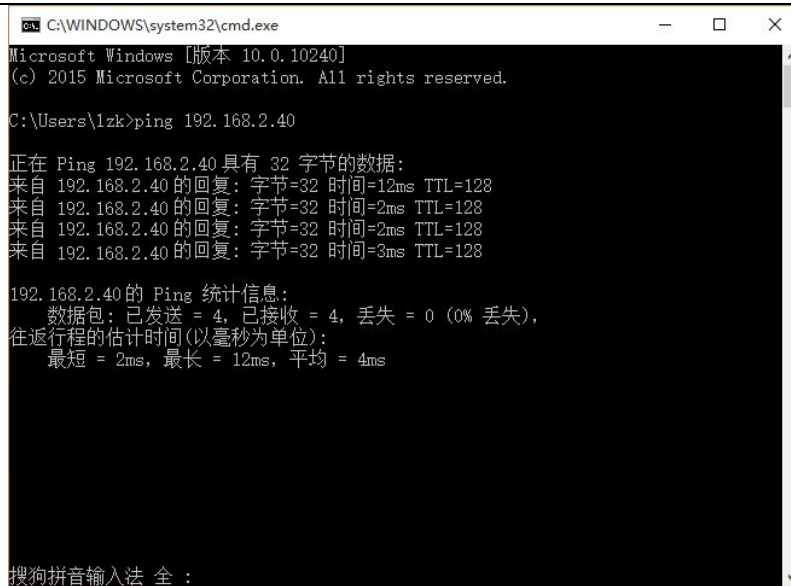 C:\WINDOWS\system32\cmd.exe
Microsoft Windows [版本 10.0.10240]
(c) 2015 Microsoft Corporation. All rights reserved.
C:\Users\lzk>ping 192.168.2.40
正在 Ping 192.168.2.40 具有 32 字节的数据:
来自 192.168.2.40 的回复: 字节=32 时间=12ms TTL=128
来自 192.168.2.40 的回复: 字节=32 时间=2ms TTL=128
来自 192.168.2.40 的回复: 字节=32 时间=2ms TTL=128
来自 192.168.2.40 的回复: 字节=32 时间=3ms TTL=128
192.168.2.40 的 Ping 统计信息:
数据包: 已发送 = 4, 已接收 = 4, 丢失 = 0 (0% 丢失),
往返行程的估计时间(以毫秒为单位):
最短 = 2ms, 最长 = 12ms, 平均 = 4ms
搜狗拼音输入法 全 :